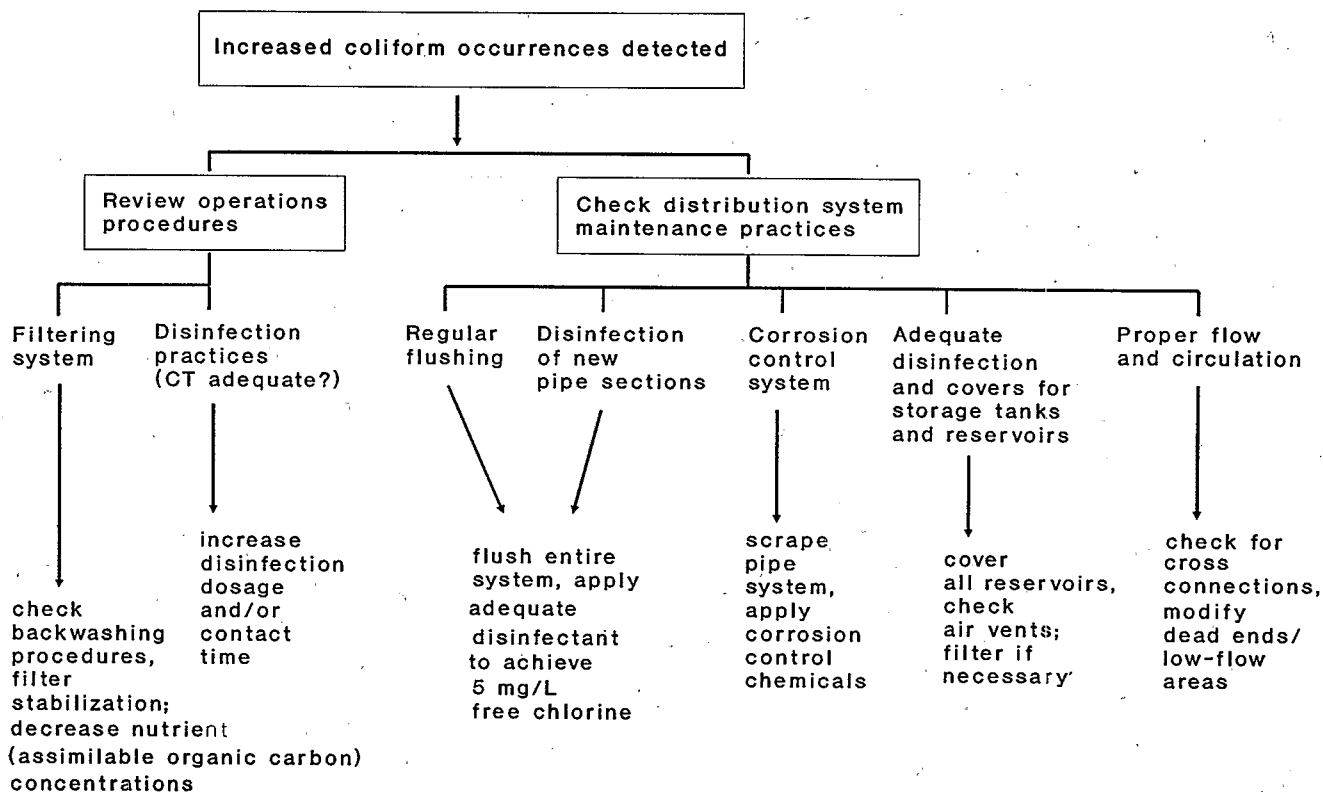 Increased coliform occurrences detected
Review operations
procedures
Check distribution system
maintenance practices
Filtering
system
Disinfection
practices
(CT adequate?)
Regular
flushing
Disinfection
of new
pipe sections
Corrosion
control
system
Adequate
disinfection
and covers for
storage tanks
and reservoirs
Proper flow
and circulation
check
backwashing
procedures,
filter
stabilization;
decrease nutrient
(assimilable organic carbon)
concentrations
increase
disinfection
dosage
and/or
contact
time
flush entire
system, apply
adequate
disinfectant
to achieve
5 mg/L
free chlorine
scrape
pipe
system,
apply
corrosion
control
chemicals
cover
all reservoirs,
check
air vents;
filter if
necessary
check for
cross
connections,
modify
dead ends/
low-flow
areas